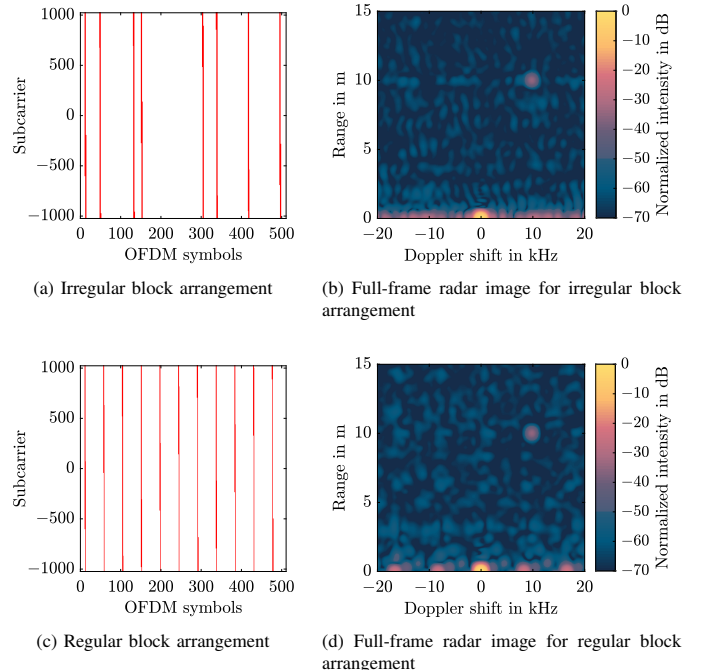 1000
500
0
−500
−1000
Subcarrier
0 100 200 300 400 500
OFDM symbols
15
10
5
0
Range in m
−20 −10 0 10 20
Doppler shift in kHz
0
−10
−20
−30
−40
−50
−60
−70
Normalized intensity in dB
(a) Irregular block arrangement
(b) Full-frame radar image for irregular block
arrangement
1000
500
0
−500
−1000
Subcarrier
0 100 200 300 400 500
OFDM symbols
15
10
5
0
Range in m
−20 −10 0 10 20
Doppler shift in kHz
0
−10
−20
−30
−40
−50
−60
−70
Normalized intensity in dB
(c) Regular block arrangement
(d) Full-frame radar image for regular block
arrangement